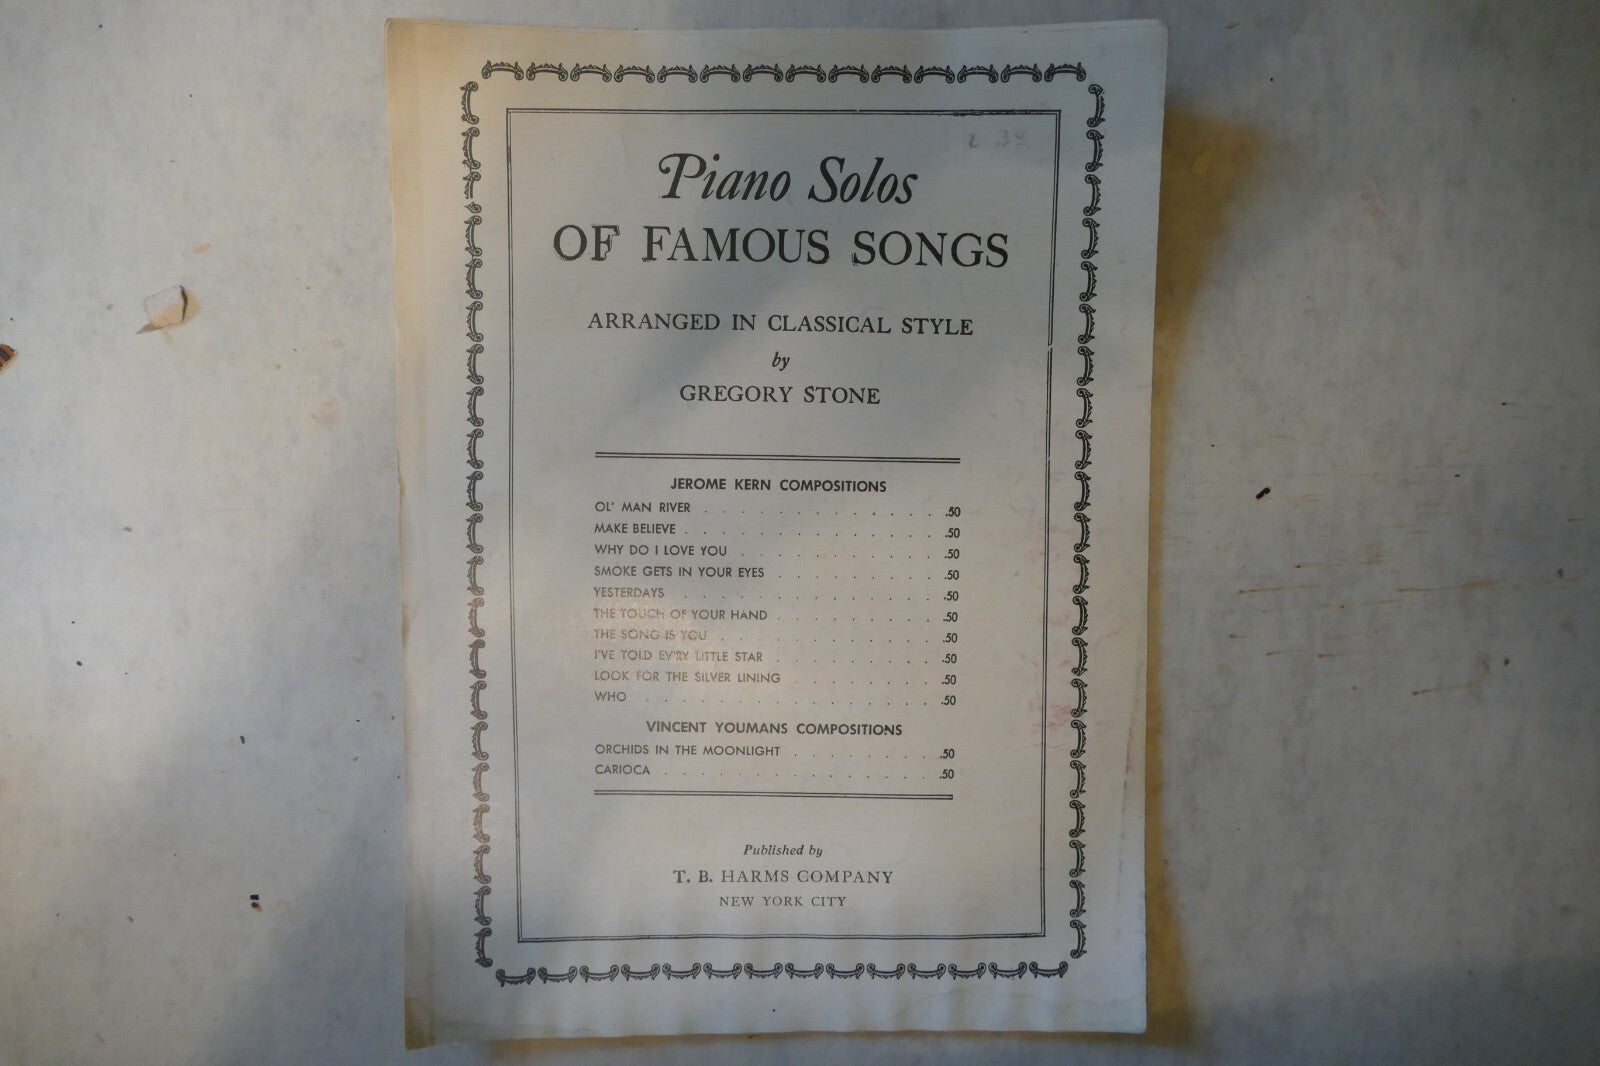 Piano Solos
OF FAMOUS SONGS
ARRANGED IN CLASSICAL STYLE
by
GREGORY STONE
JEROME KERN COMPOSITIONS
OL' MAN RIVER . . . . . . . . . . . . . .50
MAKE BELIEVE . . . . . . . . . . . . . . .50
WHY DO I LOVE YOU . . . . . . . . . . . .50
SMOKE GETS IN YOUR EYES . . . . . . . . . .50
YESTERDAYS . . . . . . . . . . . . . . . .50
THE TOUCH OF YOUR HAND . . . . . . . . . .50
THE SONG IS YOU . . . . . . . . . . . . .50
I'VE TOLD EV'RY LITTLE STAR . . . . . . . . . .50
LOOK FOR THE SILVER LINING . . . . . . . . .50
WHO . . . . . . . . . . . . . . . . .50
VINCENT YOUMANS COMPOSITIONS
ORCHIDS IN THE MOONLIGHT . . . . . . . . .50
CARIOCA . . . . . . . . . . . . . . . .50
Published by
T. B. HARMS COMPANY
NEW YORK CITY